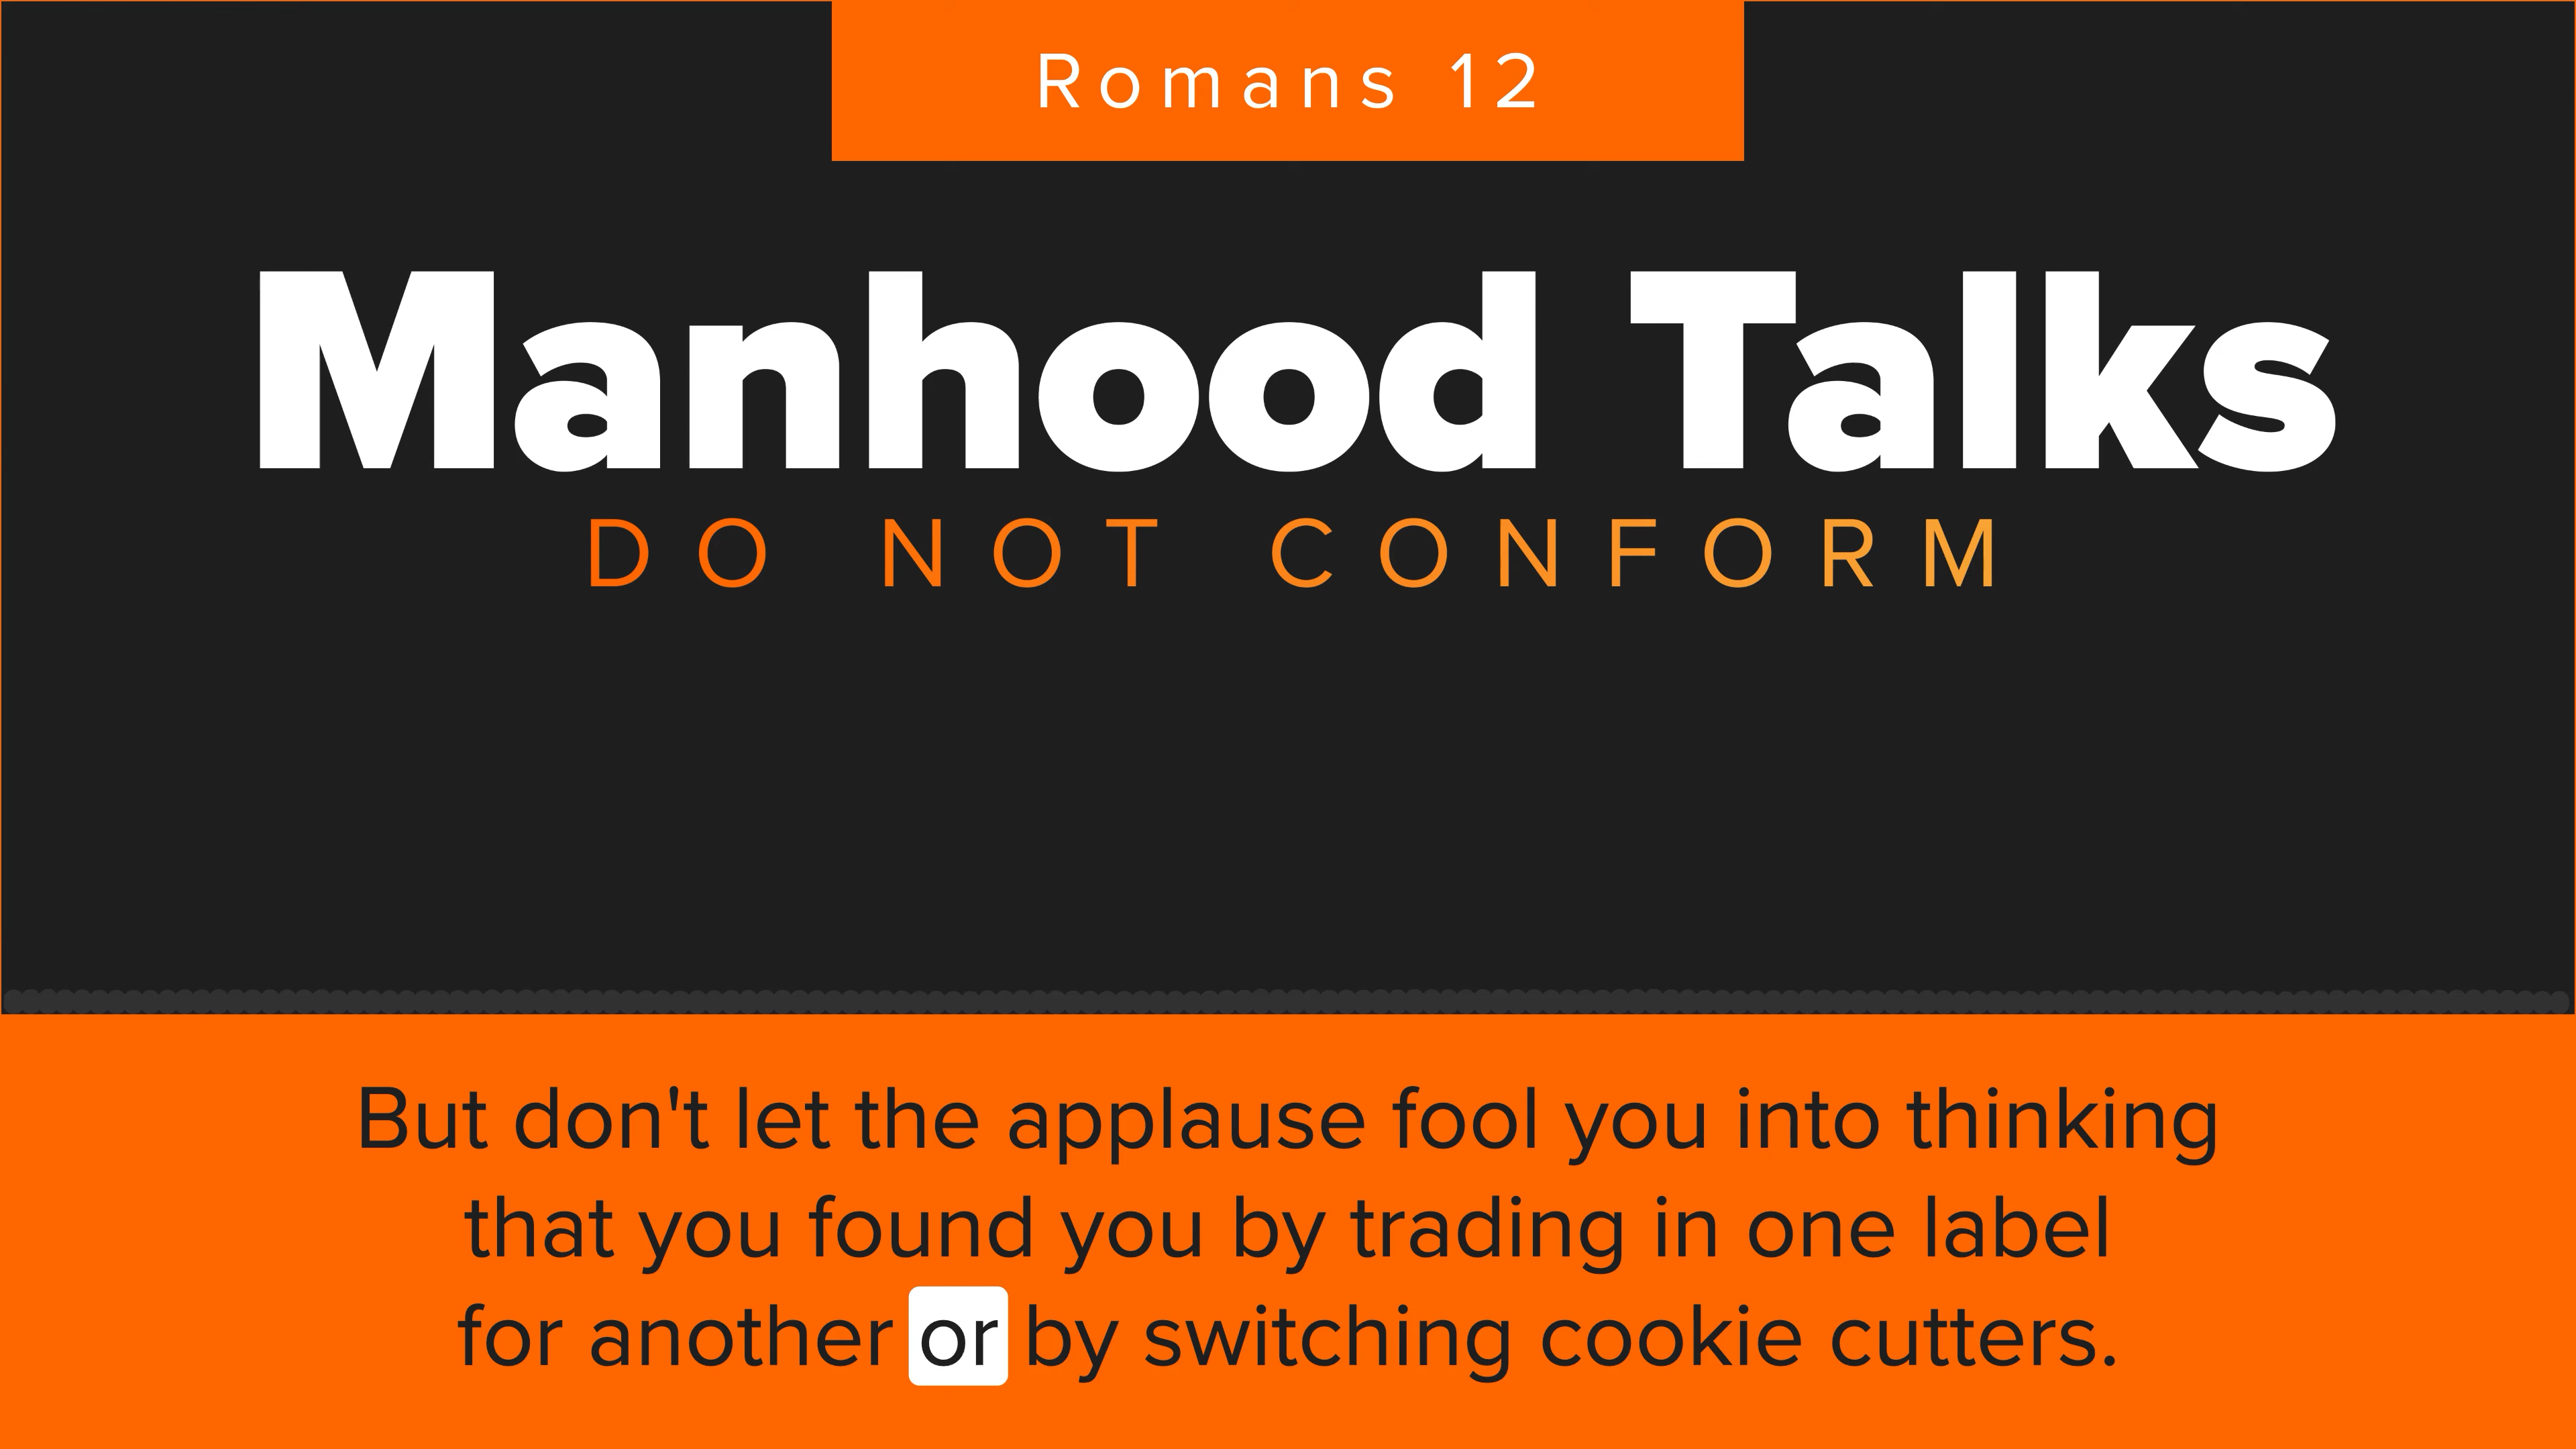 Romans 12
Manhood Talks
DO NOT CONFORM
But don't let the applause fool you into thinking
that you found you by trading in one label
for another or by switching cookie cutters.